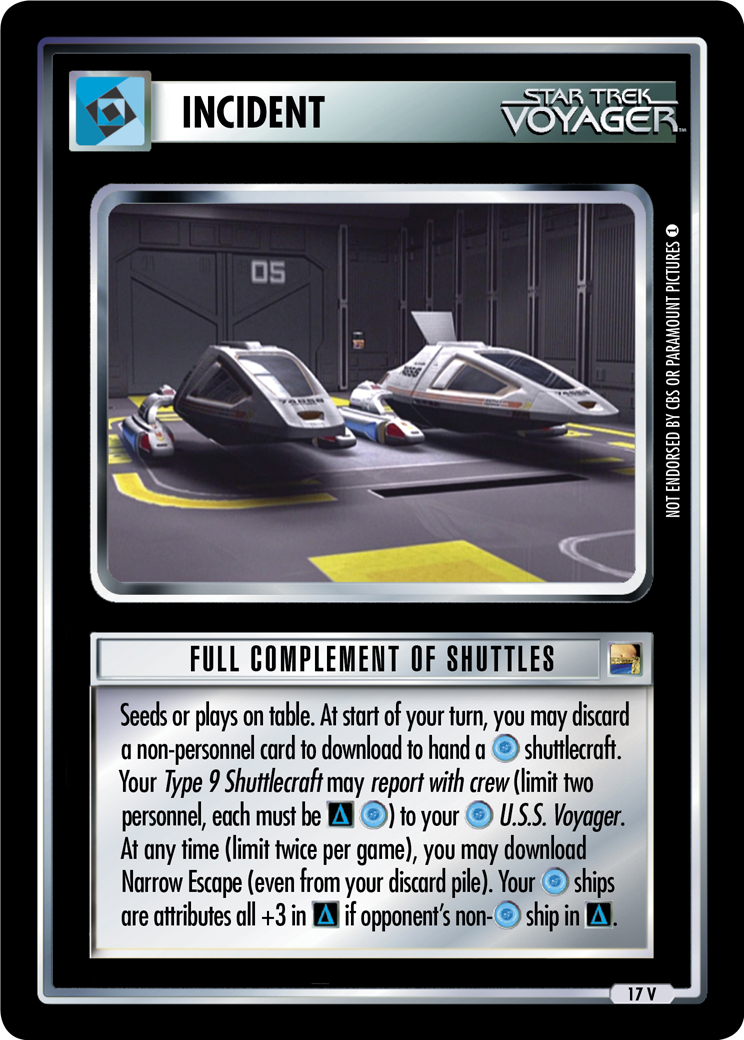 INCIDENT
STAR TREK
VOYAGER™
05
74656
74656
NOT ENDORSED BY CBS OR PARAMOUNT PICTURES 1
FULL COMPLEMENT OF SHUTTLES
Seeds or plays on table. At start of your turn, you may discard
a non-personnel card to download to hand a shuttlecraft.
Your Type 9 Shuttlecraft may report with crew (limit two
personnel, each must be Δ ) to your U.S.S. Voyager.
At any time (limit twice per game), you may download
Narrow Escape (even from your discard pile). Your ships
are attributes all +3 in Δ if opponent's non- ship in Δ.
17 V